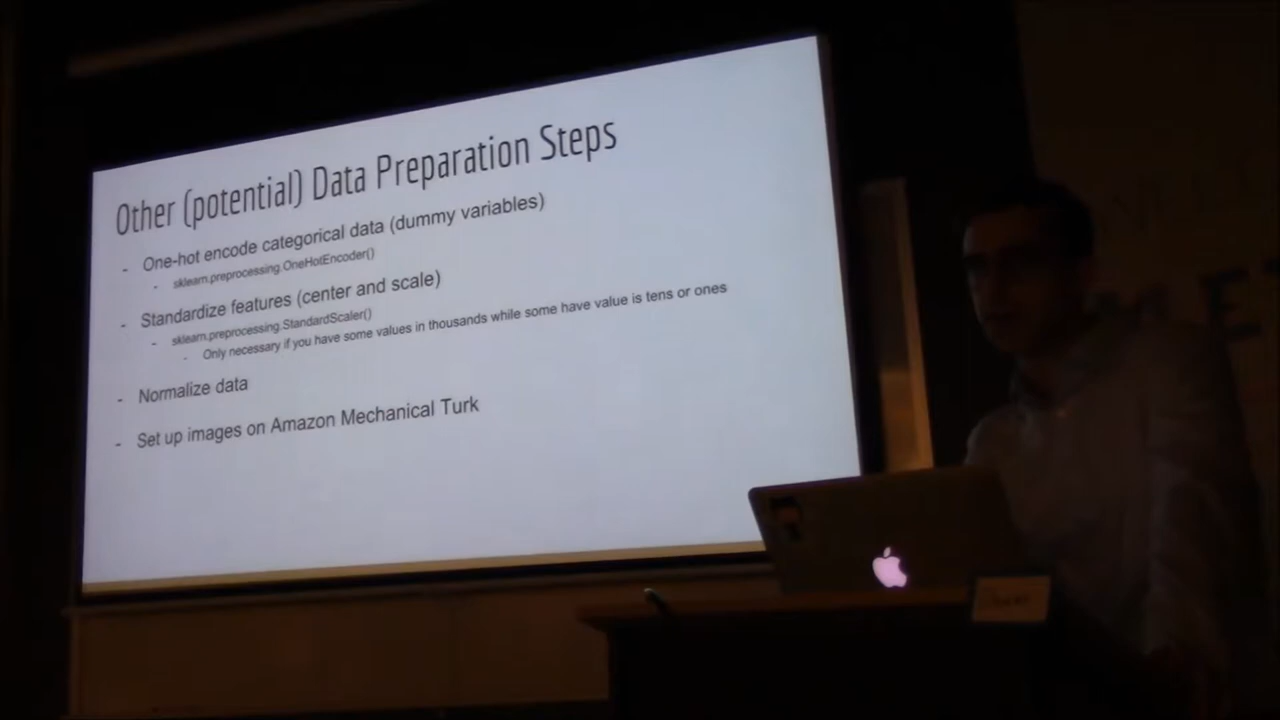 Other (potential) Data Preparation Steps
- One-hot encode categorical data (dummy variables)
- sklearn.preprocessing.OneHotEncoder()
- Standardize features (center and scale)
- sklearn.preprocessing.StandardScaler()
- Only necessary if you have some values in thousands while some have value is tens or ones
- Normalize data
- Set up images on Amazon Mechanical Turk